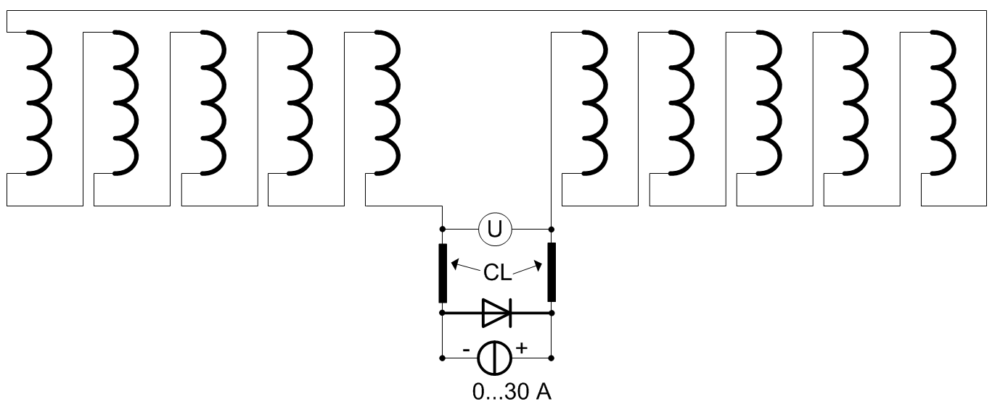 U
CL
- +
0...30 A